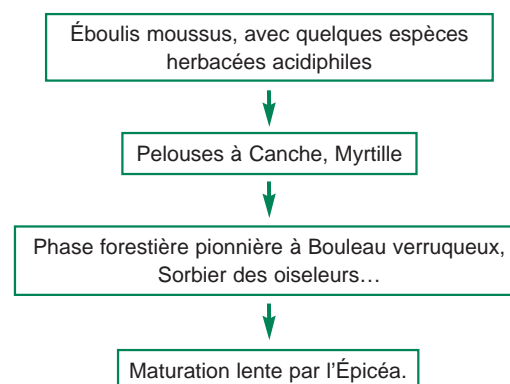 Éboulis moussus, avec quelques espèces
herbacées acidiphiles
Pelouses à Canche, Myrtille
Phase forestière pionnière à Bouleau verruqueux,
Sorbier des oiseleurs…
Maturation lente par l’Épicéa.